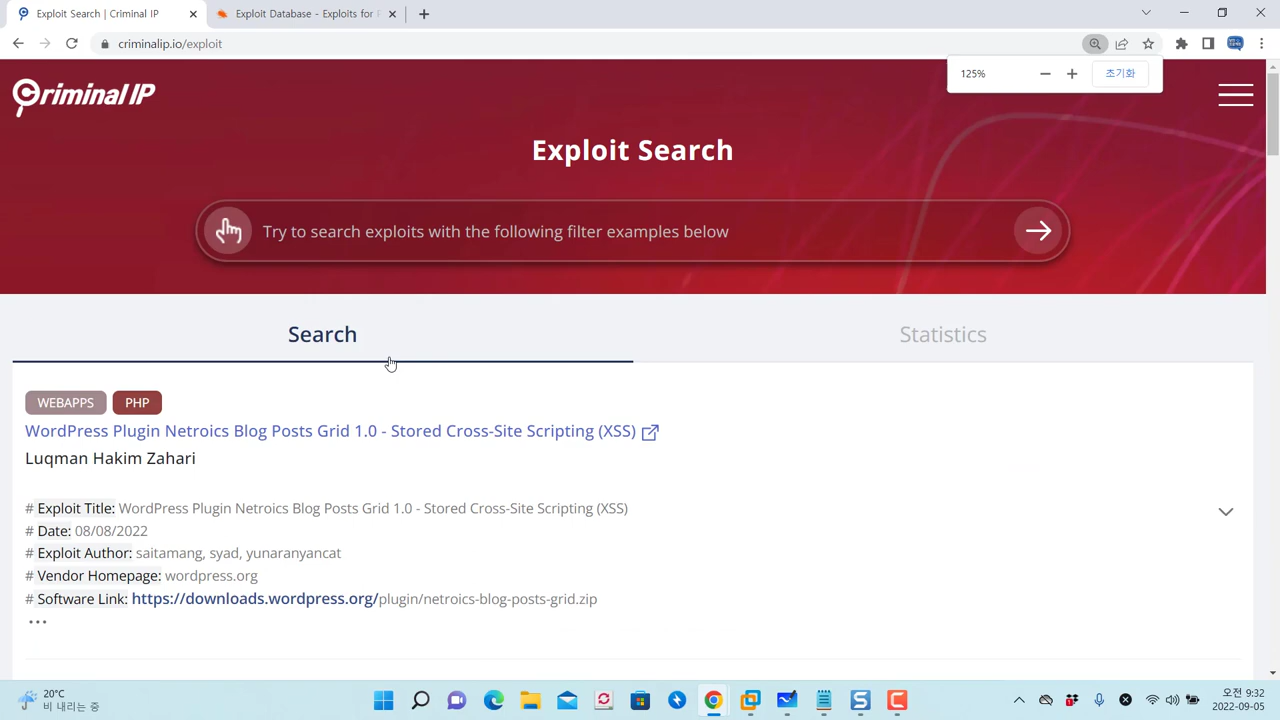 Exploit Search | Criminal IP
Exploit Database - Exploits for P
criminalip.io/exploit
125%
초기화
Criminal IP
Exploit Search
Try to search exploits with the following filter examples below
Search
Statistics
WEBAPPS
PHP
WordPress Plugin Netroics Blog Posts Grid 1.0 - Stored Cross-Site Scripting (XSS)
Luqman Hakim Zahari
# Exploit Title: WordPress Plugin Netroics Blog Posts Grid 1.0 - Stored Cross-Site Scripting (XSS)
# Date: 08/08/2022
# Exploit Author: saitamang, syad, yunaranyancat
# Vendor Homepage: wordpress.org
# Software Link: https://downloads.wordpress.org/plugin/netroics-blog-posts-grid.zip
...
20°C
내리는 중
오전 9:32
2022-09-05